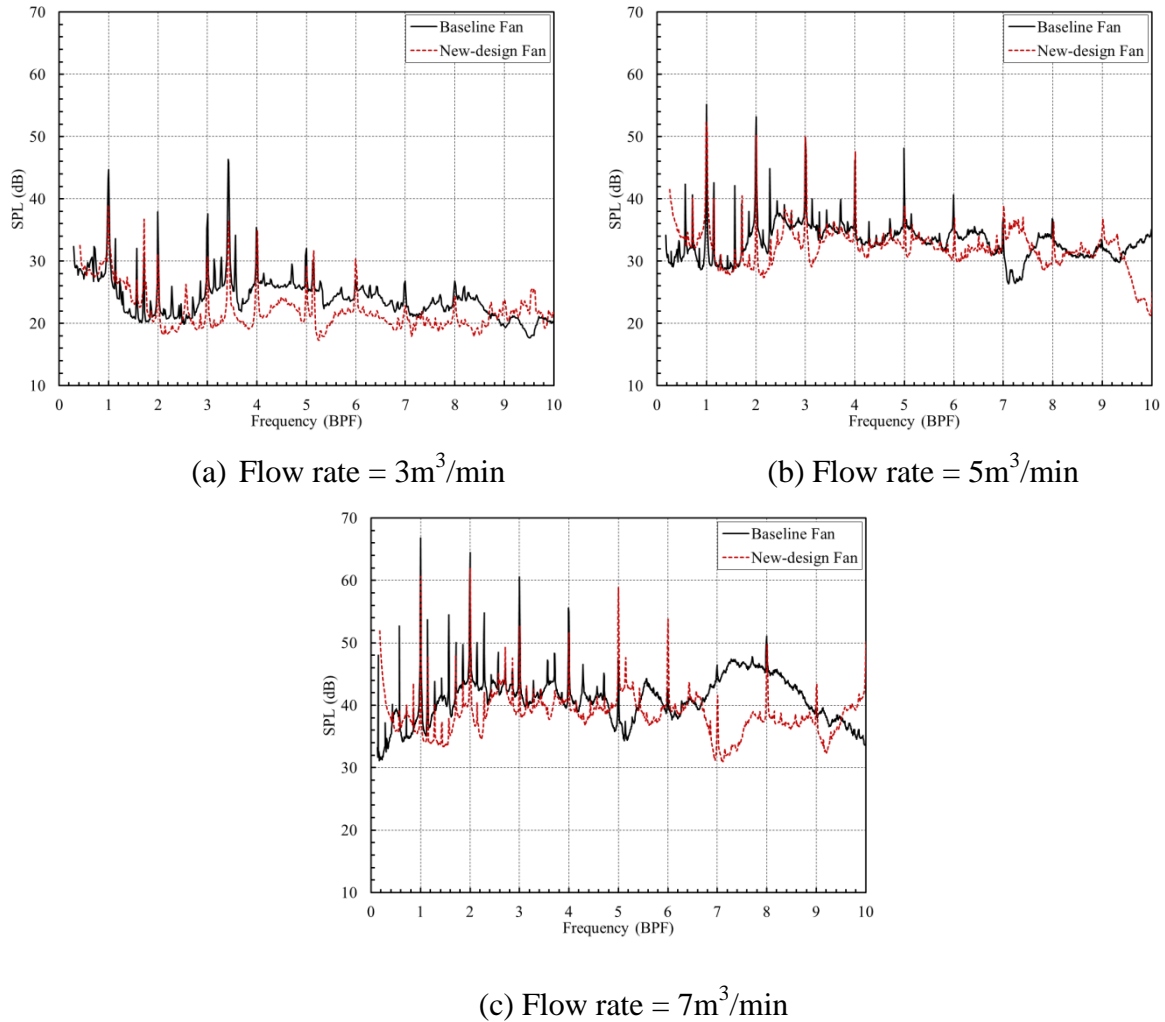 70
60
50
40
30
20
10
SPL (dB)
Baseline Fan
New-design Fan
0 1 2 3 4 5 6 7 8 9 10
Frequency (BPF)
(a) Flow rate = 3m³/min
70
60
50
40
30
20
10
SPL (dB)
Baseline Fan
New-design Fan
0 1 2 3 4 5 6 7 8 9 10
Frequency (BPF)
(b) Flow rate = 5m³/min
70
60
50
40
30
20
10
SPL (dB)
Baseline Fan
New-design Fan
0 1 2 3 4 5 6 7 8 9 10
Frequency (BPF)
(c) Flow rate = 7m³/min